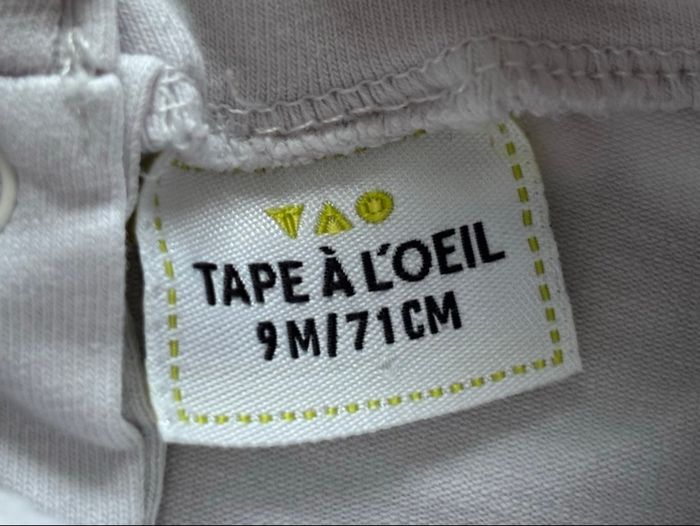 TAO
TAPE À L'OEIL
9M/71CM